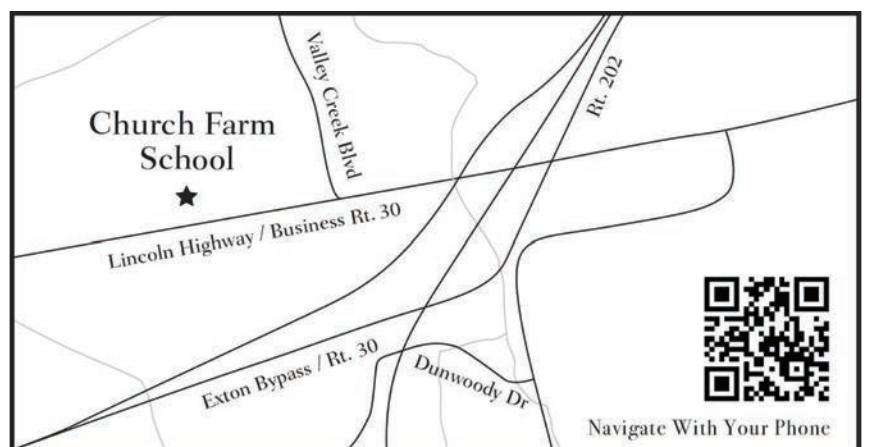 Church Farm
School
Valley Creek Blvd
Rt. 202
Lincoln Highway / Business Rt. 30
Exton Bypass / Rt. 30
Dunwoody Dr
Navigate With Your Phone